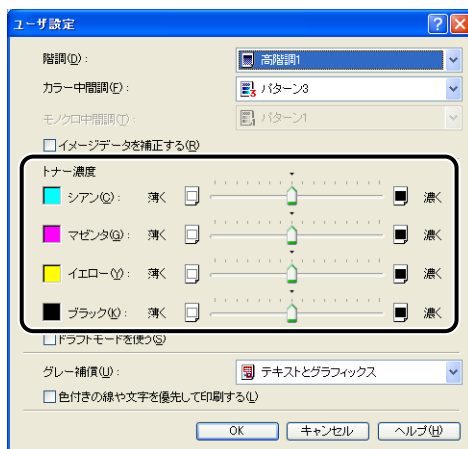 ユーザ設定
階調(D): 高階調1
カラー中間調(F): パターン3
モノクロ中間調(T): パターン1
イメージデータを補正する(R)
トナー濃度
シアン(C): 薄く 濃く
マゼンタ(G): 薄く 濃く
イエロー(Y): 薄く 濃く
ブラック(K): 薄く 濃く
ドラフトモードを使う(S)
グレー補償(U): テキストとグラフィックス
色付きの線や文字を優先して印刷する(L)
OK キャンセル ヘルプ(H)